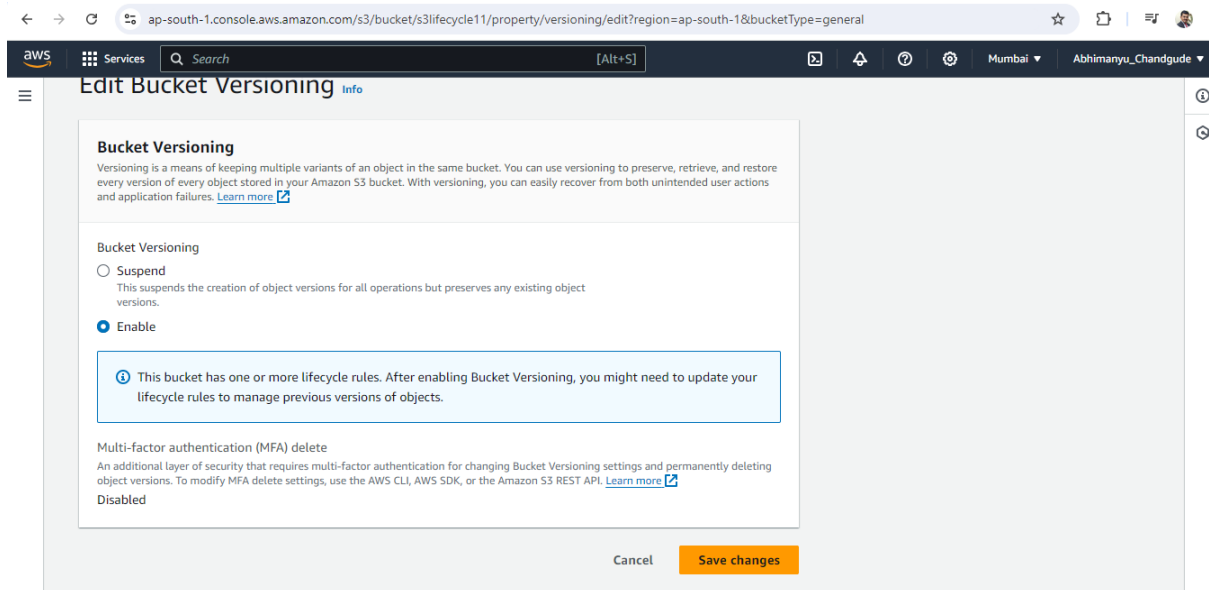 ap-south-1.console.aws.amazon.com/s3/bucket/s3lifecycle11/property/versioning/edit?region=ap-south-1&bucketType=general
aws Services Search [Alt+S] Mumbai ▼ Abhimanyu_Chandgude ▼
Edit Bucket Versioning Info
Bucket Versioning
Versioning is a means of keeping multiple variants of an object in the same bucket. You can use versioning to preserve, retrieve, and restore
every version of every object stored in your Amazon S3 bucket. With versioning, you can easily recover from both unintended user actions
and application failures. Learn more
Bucket Versioning
Suspend
This suspends the creation of object versions for all operations but preserves any existing object
versions.
Enable
This bucket has one or more lifecycle rules. After enabling Bucket Versioning, you might need to update your
lifecycle rules to manage previous versions of objects.
Multi-factor authentication (MFA) delete
An additional layer of security that requires multi-factor authentication for changing Bucket Versioning settings and permanently deleting
object versions. To modify MFA delete settings, use the AWS CLI, AWS SDK, or the Amazon S3 REST API. Learn more
Disabled
Cancel Save changes